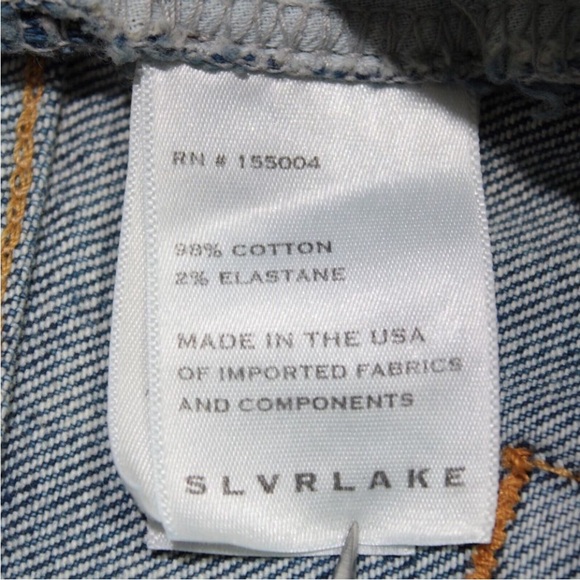 RN # 155004
98% COTTON
2% ELASTANE
MADE IN THE USA
OF IMPORTED FABRICS
AND COMPONENTS
SLVRLAKE